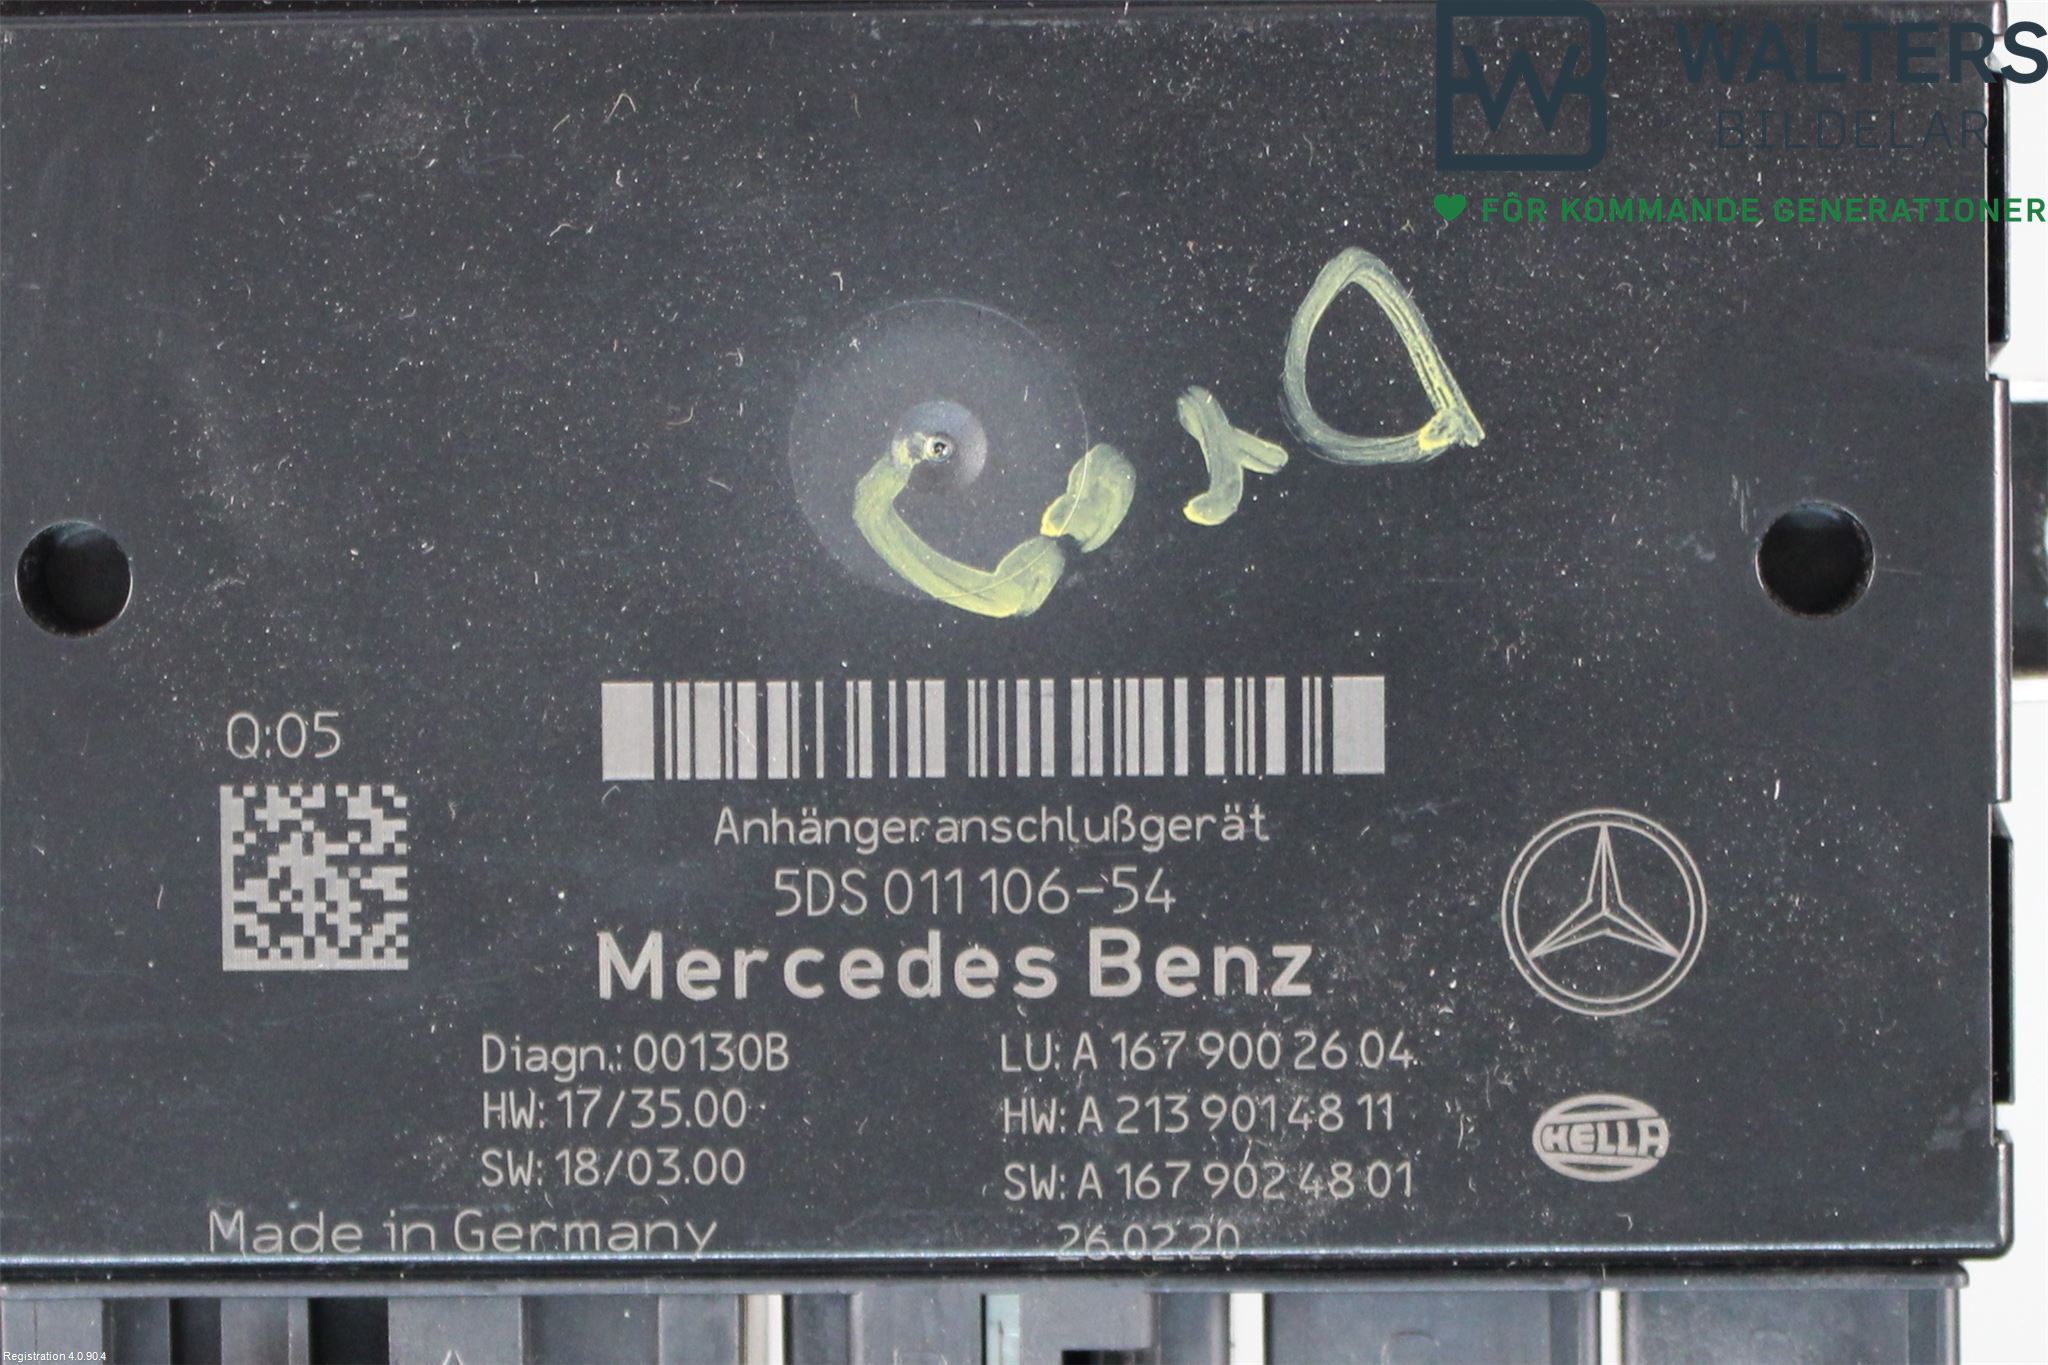 WALTERS
BILDELAR
FÖR KOMMANDE GENERATIONER
Q:05
Anhängeranschlußgerät
5DS 011 106-54
Mercedes Benz
Diagn.: 00130B
HW: 17/35.00
SW: 18/03.00
LU: A 167 900 26 04
HW: A 213 901 48 11
SW: A 167 902 48 01
HELLA
Made in Germany
26.02.20
Registration 4.0.90.4